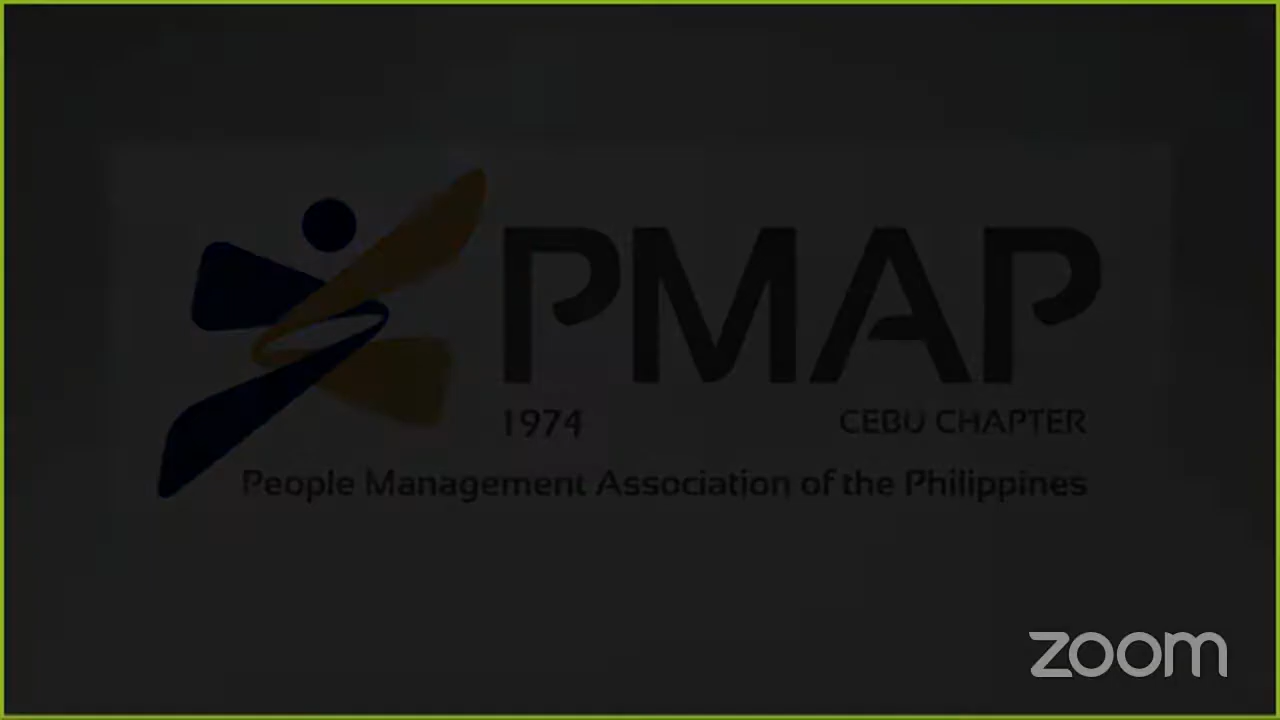 PMAP
1974 CEBU CHAPTER
People Management Association of the Philippines
zoom